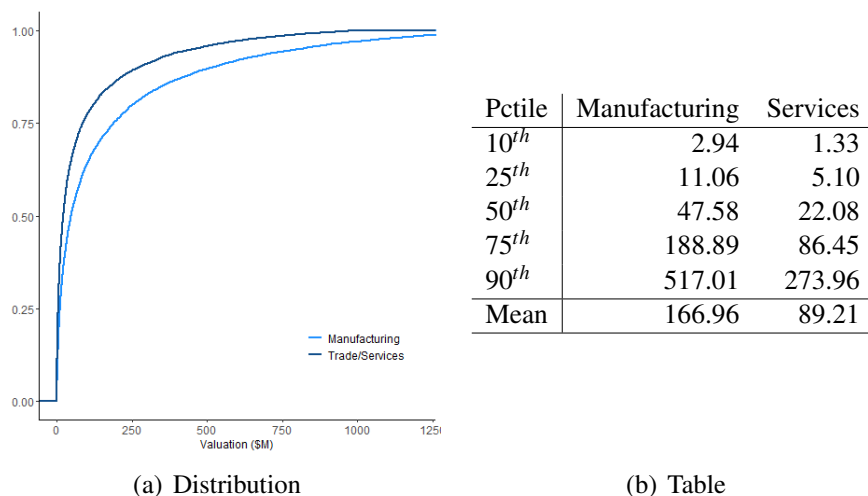 1.00
0.75
0.50
0.25
0.00
Manufacturing
Trade/Services
0 250 500 750 1000 1250
Valuation ($M)
(a) Distribution
Pctile Manufacturing Services
10th 2.94 1.33
25th 11.06 5.10
50th 47.58 22.08
75th 188.89 86.45
90th 517.01 273.96
Mean 166.96 89.21
(b) Table